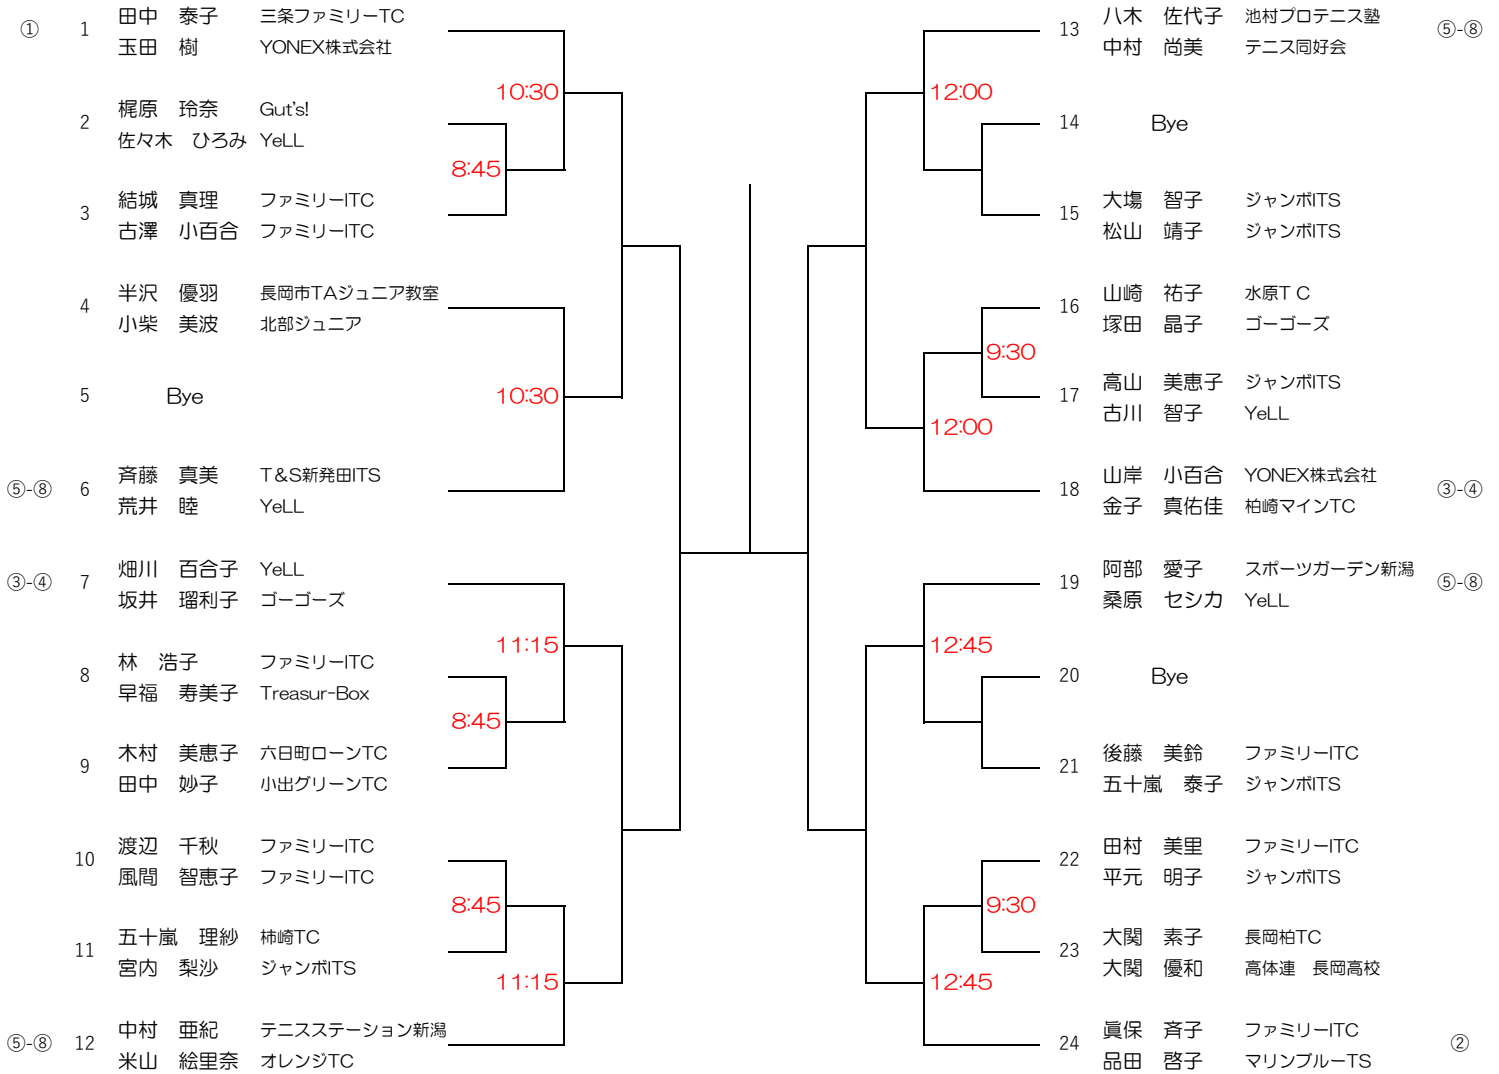 ① 1 田中　泰子 三条ファミリーTC
玉田　樹 YONEX株式会社
10:30
2 梶原　玲奈 Gut's!
佐々木　ひろみ YeLL
8:45
3 結城　真理 ファミリーITC
古澤　小百合 ファミリーITC
4 半沢　優羽 長岡市TAジュニア教室
小柴　美波 北部ジュニア
5 Bye 10:30
⑤-⑧ 6 斉藤　真美 T&S新発田ITS
荒井　睦 YeLL
③-④ 7 畑川　百合子 YeLL
坂井　瑠利子 ゴーゴーズ
11:15
8 林　浩子 ファミリーITC
早福　寿美子 Treasur-Box
8:45
9 木村　美恵子 六日町ローンTC
田中　妙子 小出グリーンTC
10 渡辺　千秋 ファミリーITC
風間　智恵子 ファミリーITC
8:45
11 五十嵐　理紗 柿崎TC
宮内　梨沙 ジャンボITS
11:15
⑤-⑧ 12 中村　亜紀 テニスステーション新潟
米山　絵里奈 オレンジTC
13 八木　佐代子 池村プロテニス塾 ⑤-⑧
中村　尚美 テニス同好会
12:00
14 Bye
15 大塲　智子 ジャンボITS
松山　靖子 ジャンボITS
16 山崎　祐子 水原T C
塚田　晶子 ゴーゴーズ
9:30
17 高山　美恵子 ジャンボITS
古川　智子 YeLL
12:00
18 山岸　小百合 YONEX株式会社 ③-④
金子　真佑佳 柏崎マインTC
19 阿部　愛子 スポーツガーデン新潟 ⑤-⑧
桑原　セシカ YeLL
12:45
20 Bye
21 後藤　美鈴 ファミリーITC
五十嵐　泰子 ジャンボITS
22 田村　美里 ファミリーITC
平元　明子 ジャンボITS
9:30
23 大関　素子 長岡柏TC
大関　優和 高体連　長岡高校
12:45
24 眞保　斉子 ファミリーITC ②
品田　啓子 マリンブルーTS